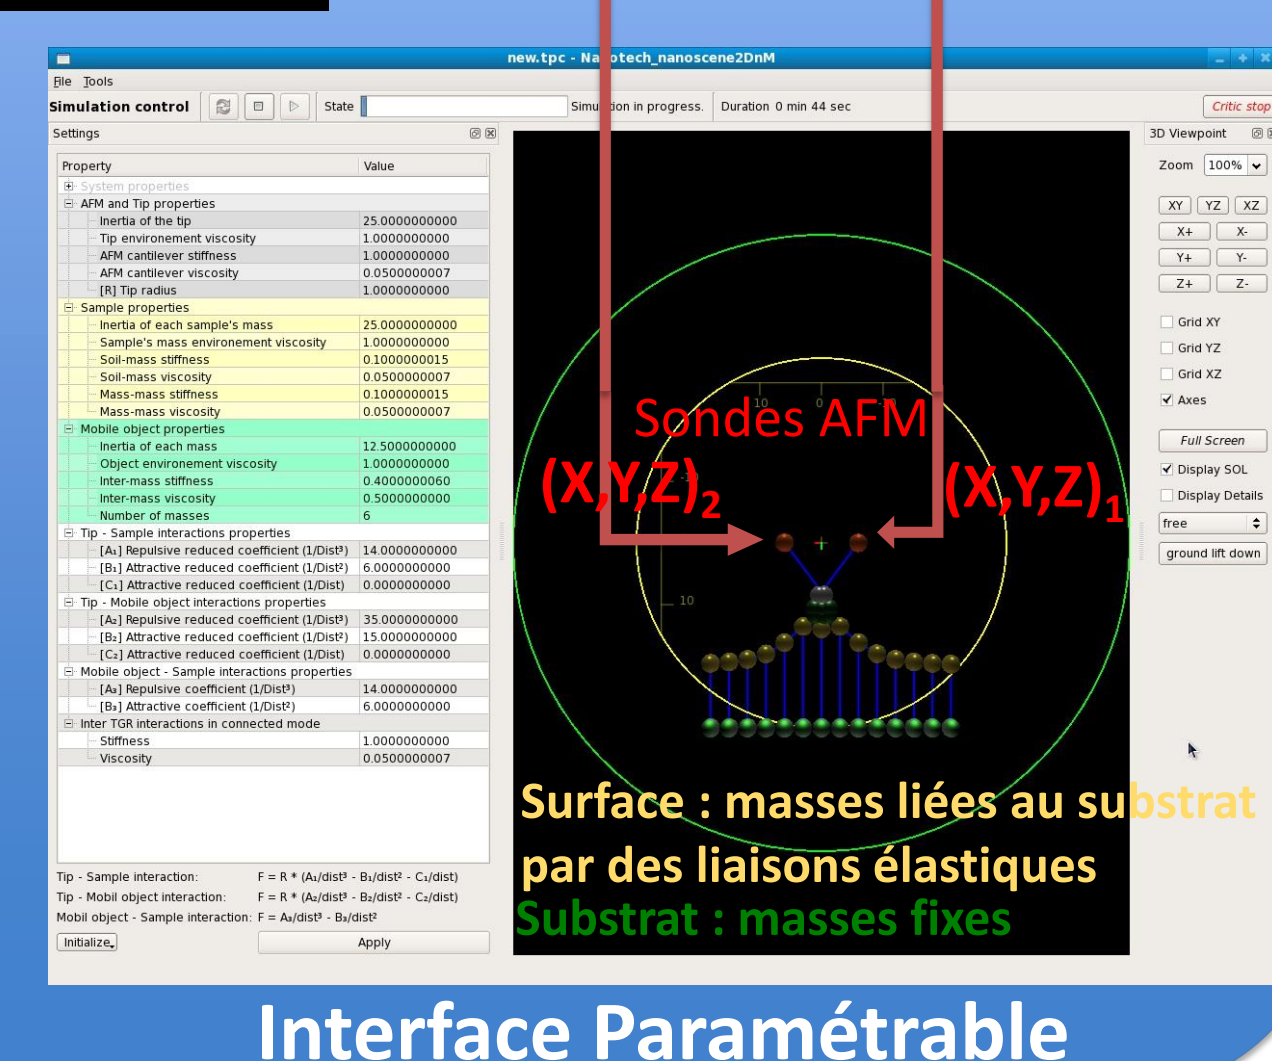 new.tpc - Nanotech_nanoscene2DnM
File Tools
Simulation control State Simulation in progress. Duration 0 min 44 sec Critic stop
Settings
Property Value
System properties
AFM and Tip properties
Inertia of the tip 25.0000000000
Tip environement viscosity 1.0000000000
AFM cantilever stiffness 1.0000000000
AFM cantilever viscosity 0.0500000007
[R] Tip radius 1.0000000000
Sample properties
Inertia of each sample's mass 25.0000000000
Sample's mass environement viscosity 1.0000000000
Soil-mass stiffness 0.1000000015
Soil-mass viscosity 0.0500000007
Mass-mass stiffness 0.1000000015
Mass-mass viscosity 0.0500000007
Mobile object properties
Inertia of each mass 12.5000000000
Object environement viscosity 1.0000000000
Inter-mass stiffness 0.4000000060
Inter-mass viscosity 0.5000000000
Number of masses 6
Tip - Sample interactions properties
[A₁] Repulsive reduced coefficient (1/Dist³) 14.0000000000
[B₁] Attractive reduced coefficient (1/Dist²) 6.0000000000
[C₁] Attractive reduced coefficient (1/Dist) 0.0000000000
Tip - Mobile object interactions properties
[A₂] Repulsive reduced coefficient (1/Dist³) 35.0000000000
[B₂] Attractive reduced coefficient (1/Dist²) 15.0000000000
[C₂] Attractive reduced coefficient (1/Dist) 0.0000000000
Mobile object - Sample interactions properties
[A₃] Repulsive coefficient (1/Dist³) 14.0000000000
[B₃] Attractive coefficient (1/Dist²) 6.0000000000
Inter TGR interactions in connected mode
Stiffness 1.0000000000
Viscosity 0.0500000007
Tip - Sample interaction: F = R * (A₁/dist³ - B₁/dist² - C₁/dist)
Tip - Mobil object interaction: F = R * (A₂/dist³ - B₂/dist² - C₂/dist)
Mobil object - Sample interaction: F = A₃/dist³ - B₃/dist²
Initialize Apply
10 0 -10
Sondes AFM
-10
(X,Y,Z)₂ (X,Y,Z)₁
10
Surface : masses liées au substrat
par des liaisons élastiques
Substrat : masses fixes
3D Viewpoint
Zoom 100%
XY YZ XZ
X+ X-
Y+ Y-
Z+ Z-
Grid XY
Grid YZ
Grid XZ
Axes
Full Screen
Display SOL
Display Details
free
ground lift down
Interface Paramétrable